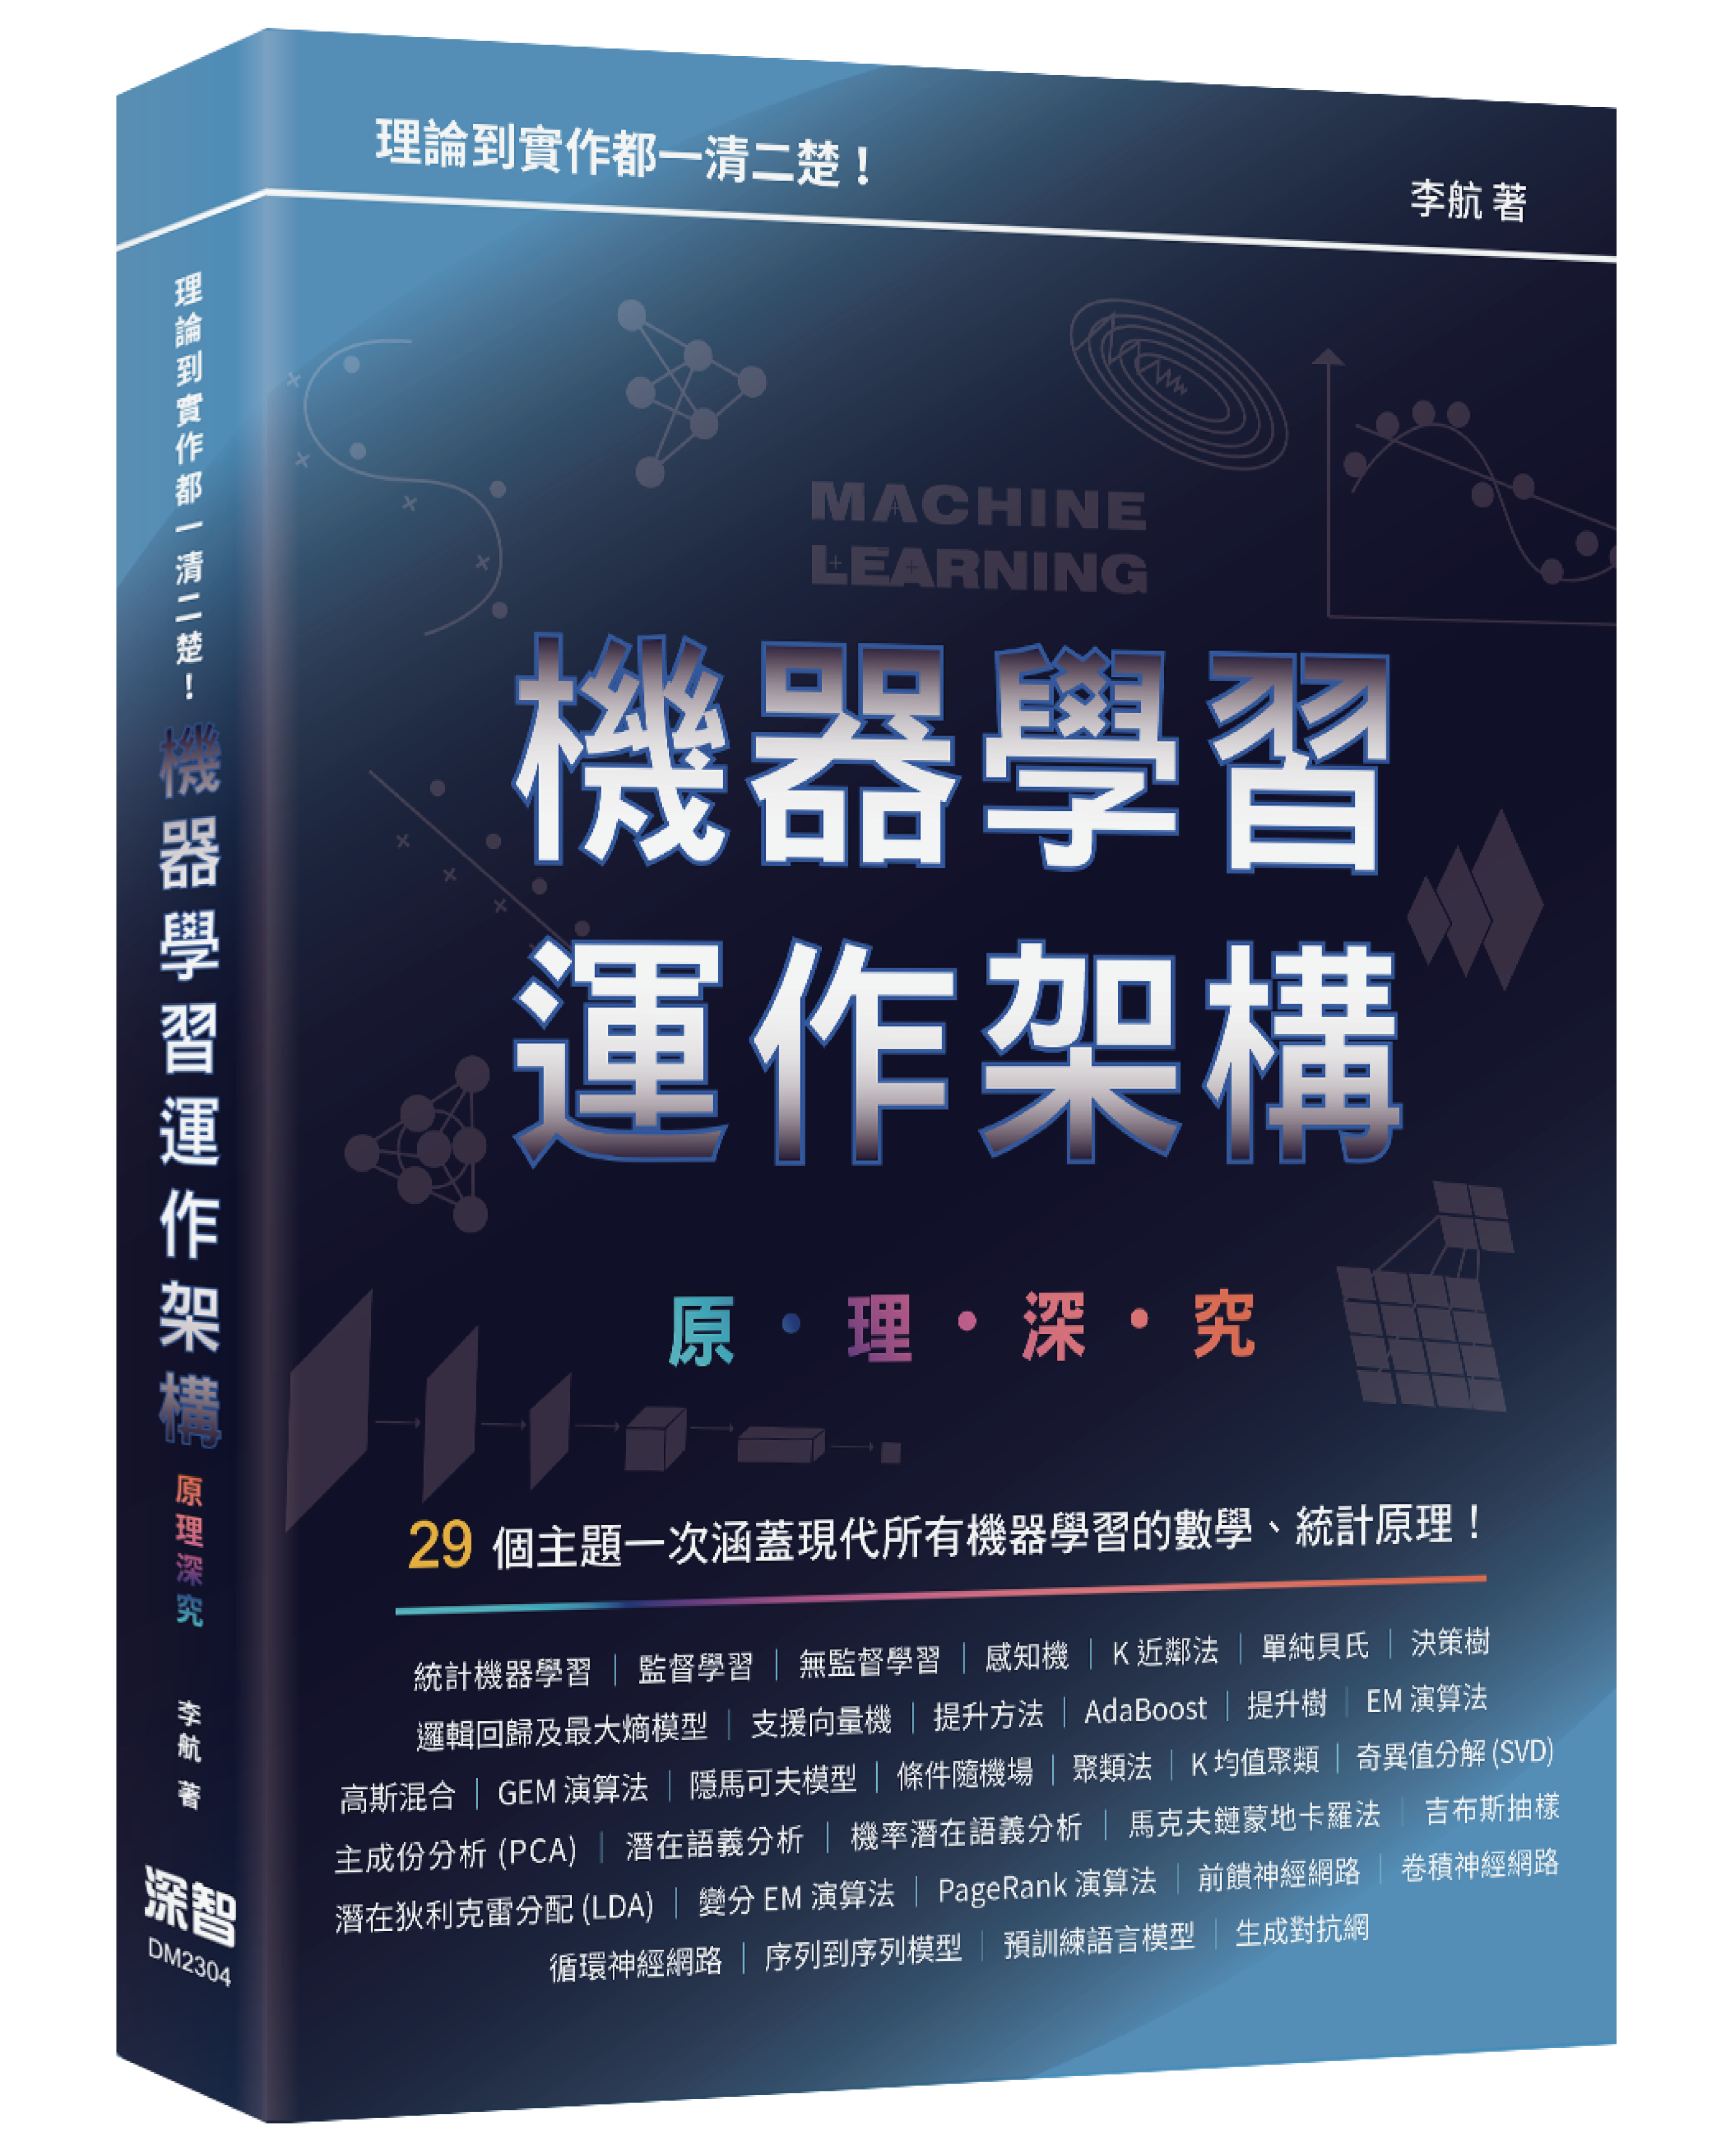 理論到實作都一清二楚！
李航 著
MACHINE
LEARNING
機器學習
運作架構
原・理・深・究
29 個主題一次涵蓋現代所有機器學習的數學、統計原理！
統計機器學習｜監督學習｜無監督學習｜感知機｜K 近鄰法｜單純貝氏｜決策樹
邏輯回歸及最大熵模型｜支援向量機｜提升方法｜AdaBoost｜提升樹｜EM 演算法
高斯混合｜GEM 演算法｜隱馬可夫模型｜條件隨機場｜聚類法｜K 均值聚類｜奇異值分解 (SVD)
主成份分析 (PCA)｜潛在語義分析｜機率潛在語義分析｜馬克夫鏈蒙地卡羅法｜吉布斯抽樣
潛在狄利克雷分配 (LDA)｜變分 EM 演算法｜PageRank 演算法｜前饋神經網路｜卷積神經網路
循環神經網路｜序列到序列模型｜預訓練語言模型｜生成對抗網
理論到實作都一清二楚！
機器學習運作架構
原理深究
李航 著
深智
DM2304